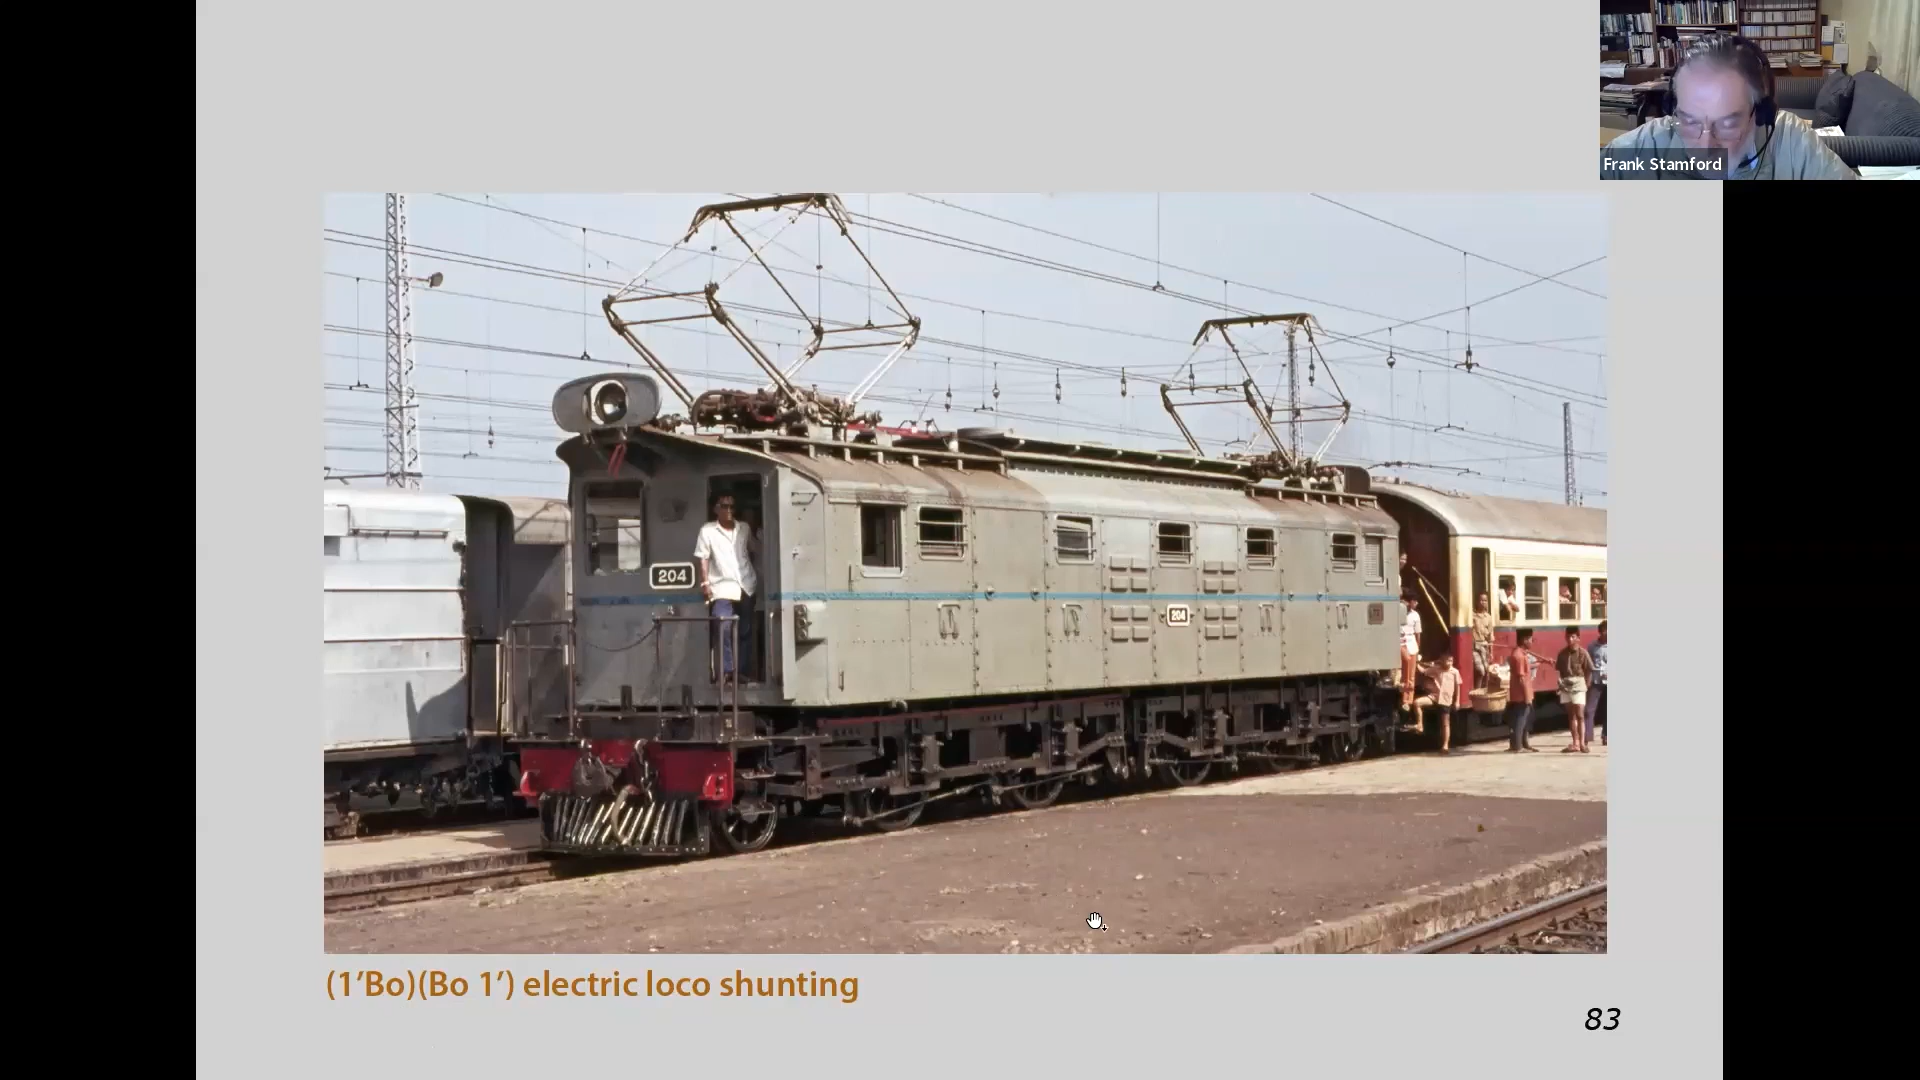 Frank Stamford
204
204
(1’Bo)(Bo 1’) electric loco shunting
83